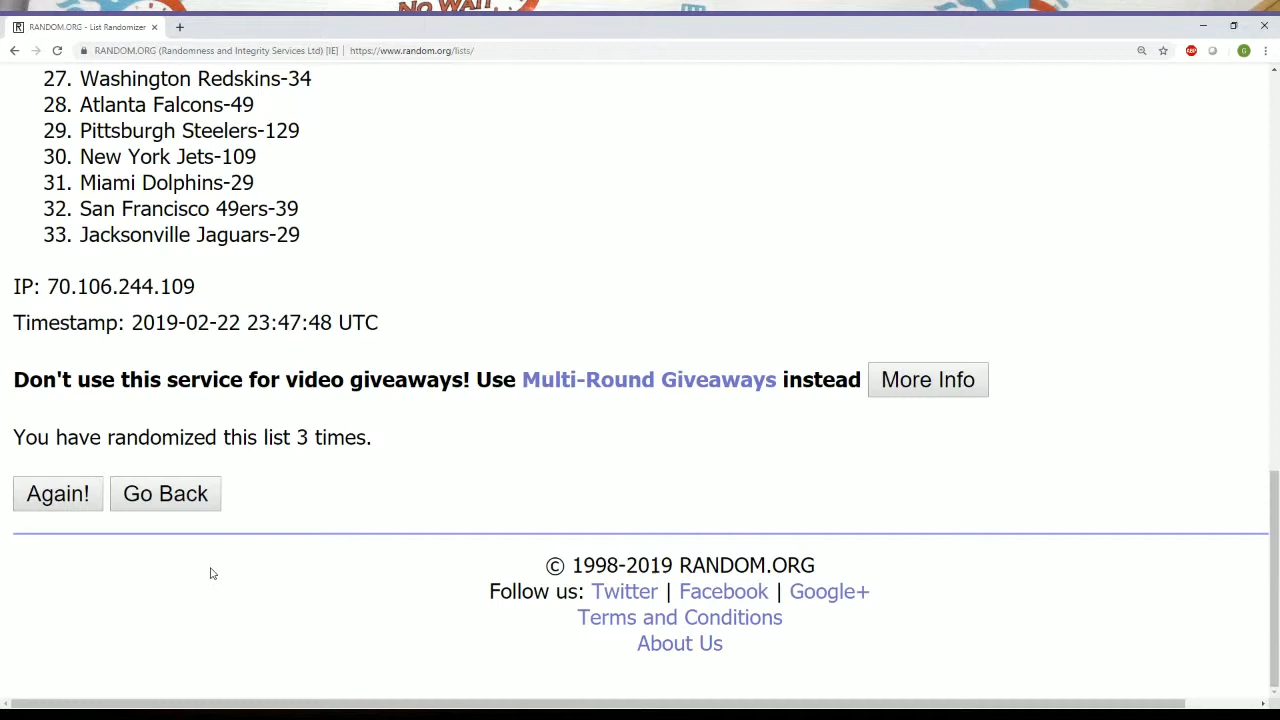 NO WAIT
RANDOM.ORG - List Randomizer
RANDOM.ORG (Randomness and Integrity Services Ltd) [IE] | https://www.random.org/lists/
27. Washington Redskins-34
28. Atlanta Falcons-49
29. Pittsburgh Steelers-129
30. New York Jets-109
31. Miami Dolphins-29
32. San Francisco 49ers-39
33. Jacksonville Jaguars-29
IP: 70.106.244.109
Timestamp: 2019-02-22 23:47:48 UTC
Don't use this service for video giveaways! Use Multi-Round Giveaways instead More Info
You have randomized this list 3 times.
Again! Go Back
© 1998-2019 RANDOM.ORG
Follow us: Twitter | Facebook | Google+
Terms and Conditions
About Us